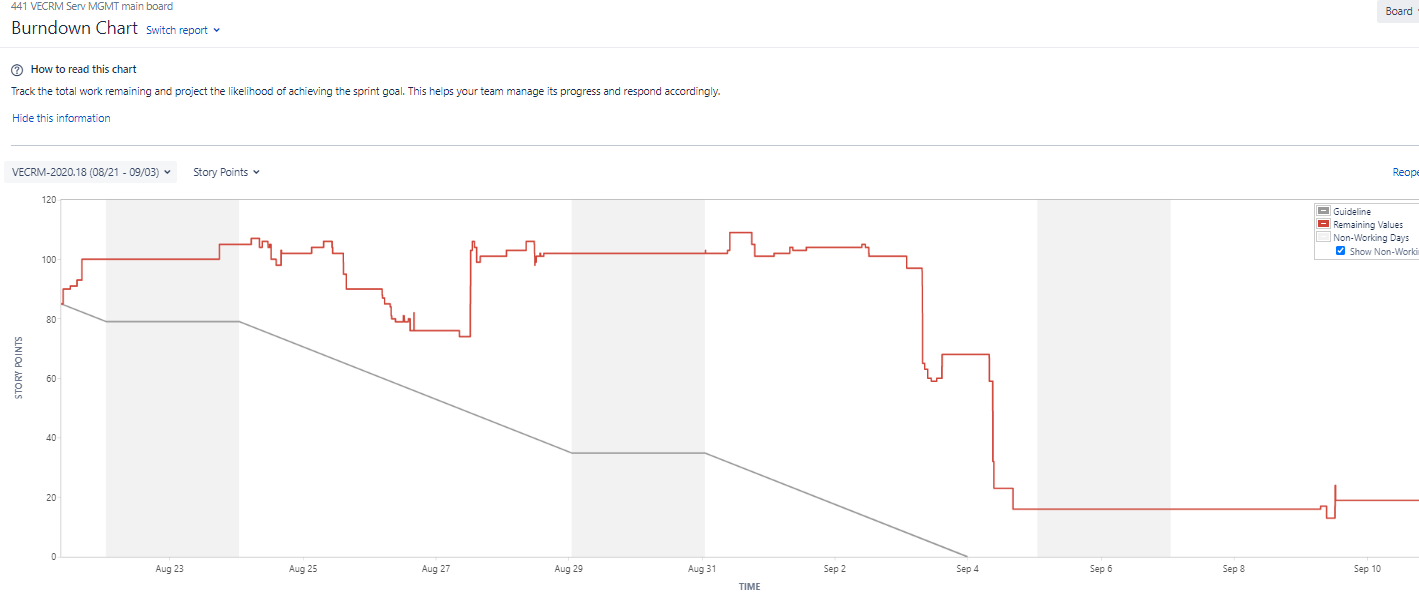 441 VECRM Serv MGMT main board
Board
Burndown Chart Switch report
How to read this chart
Track the total work remaining and project the likelihood of achieving the sprint goal. This helps your team manage its progress and respond accordingly.
Hide this information
VECRM-2020.18 (08/21 - 09/03) Story Points
Reope
120
100
80
60
40
20
0
STORY POINTS
Guideline
Remaining Values
Non-Working Days
Show Non-Worki
Aug 23 Aug 25 Aug 27 Aug 29 Aug 31 Sep 2 Sep 4 Sep 6 Sep 8 Sep 10
TIME